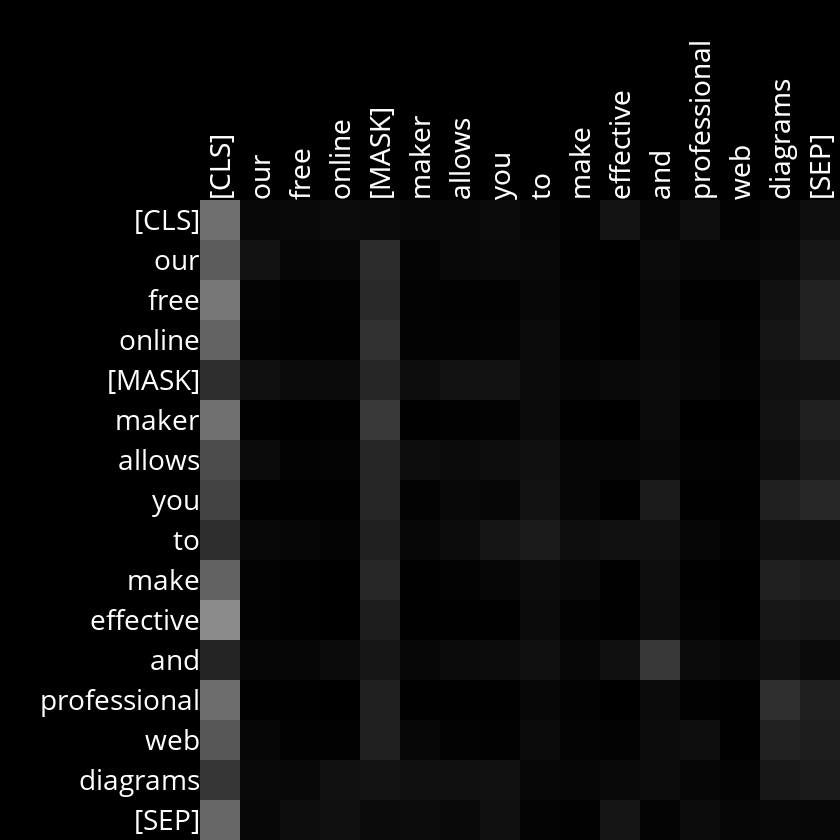 [CLS] our free online [MASK] maker allows you to make effective and professional web diagrams [SEP]
[CLS]
our
free
online
[MASK]
maker
allows
you
to
make
effective
and
professional
web
diagrams
[SEP]